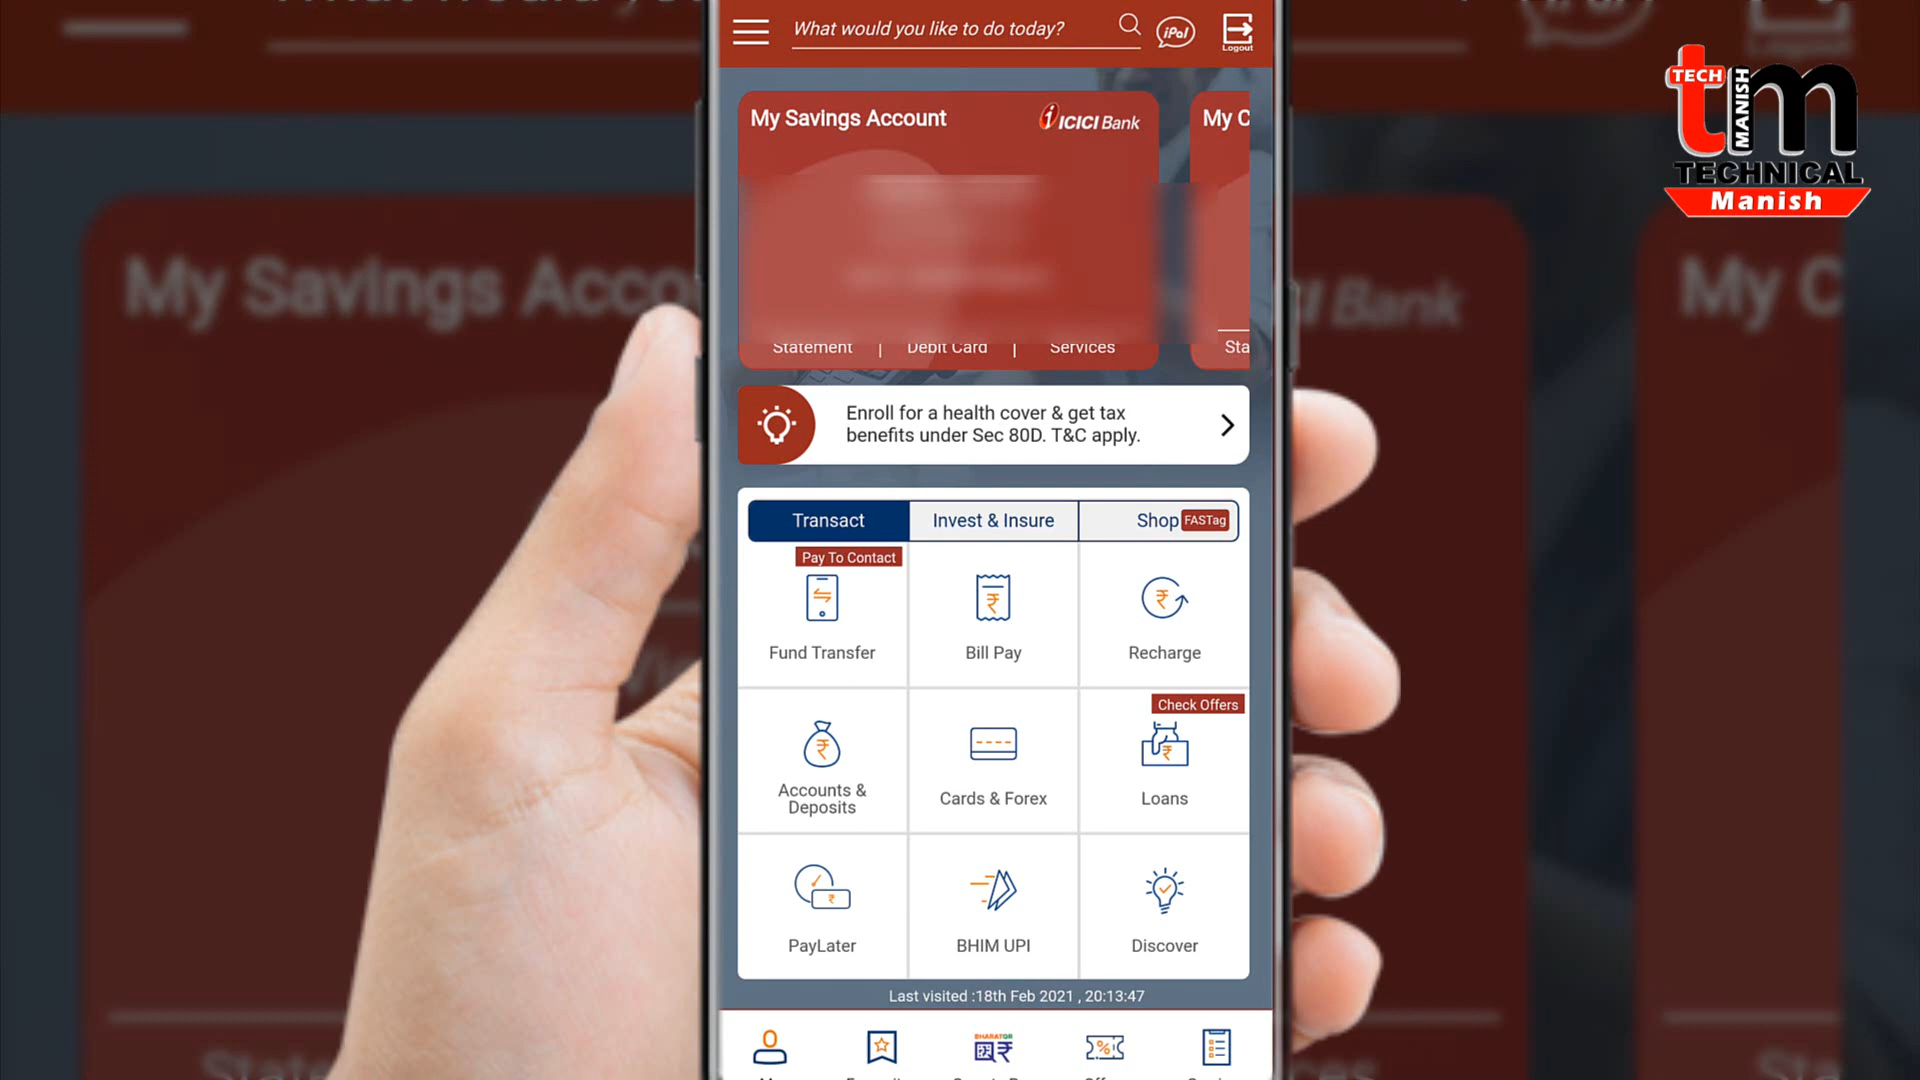 What would you like to do today?
iPal
Logout
TECH
MANISH
tm
TECHNICAL
Manish
My Savings Account
ICICI Bank
My C
Statement | Debit Card | Services
Sta
Enroll for a health cover & get tax
benefits under Sec 80D. T&C apply.
Transact
Invest & Insure
Shop FASTag
Pay To Contact
Fund Transfer
Bill Pay
Recharge
Check Offers
Accounts &
Deposits
Cards & Forex
Loans
PayLater
BHIM UPI
Discover
Last visited :18th Feb 2021 , 20:13:47
BHARATQR